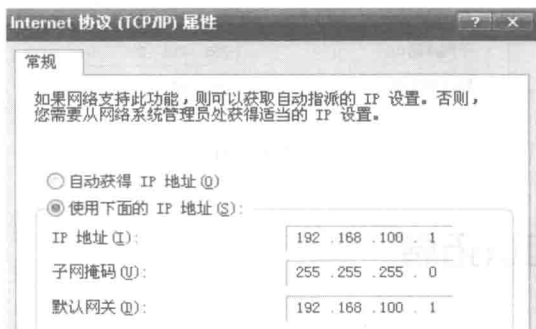 Internet 协议 (TCP/IP) 属性
常规
如果网络支持此功能，则可以获取自动指派的 IP 设置。否则，
您需要从网络系统管理员处获得适当的 IP 设置。
自动获得 IP 地址(O)
使用下面的 IP 地址(S):
IP 地址(I): 192 .168 .100 . 1
子网掩码(U): 255 .255 .255 . 0
默认网关(D): 192 .168 .100 . 1